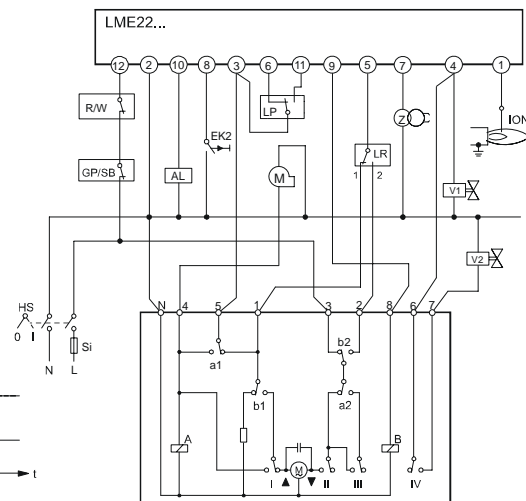 LME22...
12 2 10 8 3 6 11 9 5 7 4 1
R/W
LP
EK2
ION
Z
GP/SB
AL
M
LR
1 2
V1
V2
HS
0 I
Si
N L
N 4 5 1 3 2 8 6 7
a1
b2
b1
a2
A
B
M
I II III IV
t